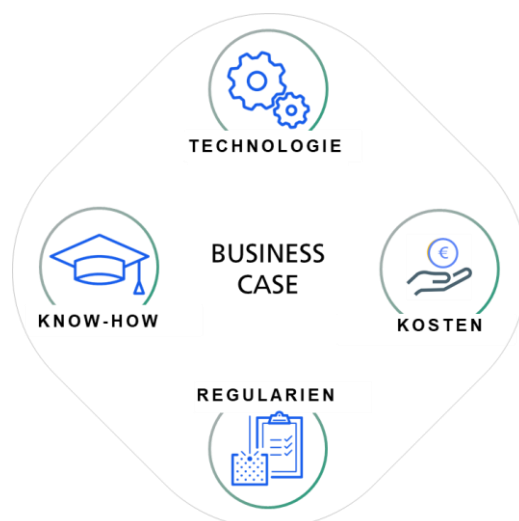 TECHNOLOGIE
BUSINESS
CASE
KNOW-HOW
€
KOSTEN
REGULARIEN